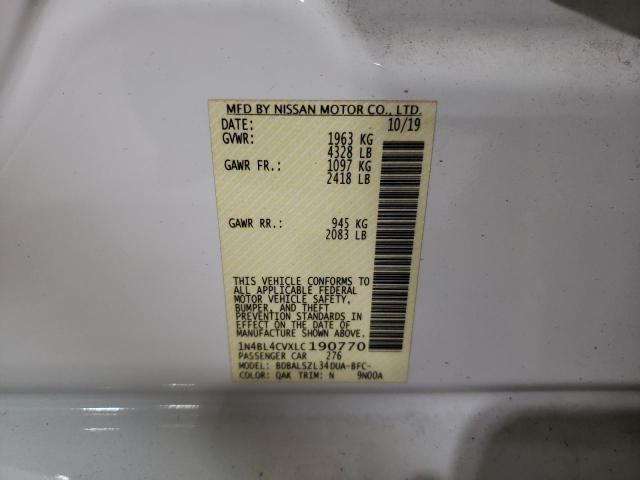 MFD BY NISSAN MOTOR CO., LTD.
DATE: 10/19
GVWR: 1963 KG
4328 LB
GAWR FR.: 1097 KG
2418 LB
GAWR RR.: 945 KG
2083 LB
THIS VEHICLE CONFORMS TO
ALL APPLICABLE FEDERAL
MOTOR VEHICLE SAFETY,
BUMPER, AND THEFT
PREVENTION STANDARDS IN
EFFECT ON THE DATE OF
MANUFACTURE SHOWN ABOVE.
1N4BL4CVXLC190770
PASSENGER CAR 276
MODEL: BDBALSZL34DUA-BFC-
COLOR: QAK TRIM: N 9N00A